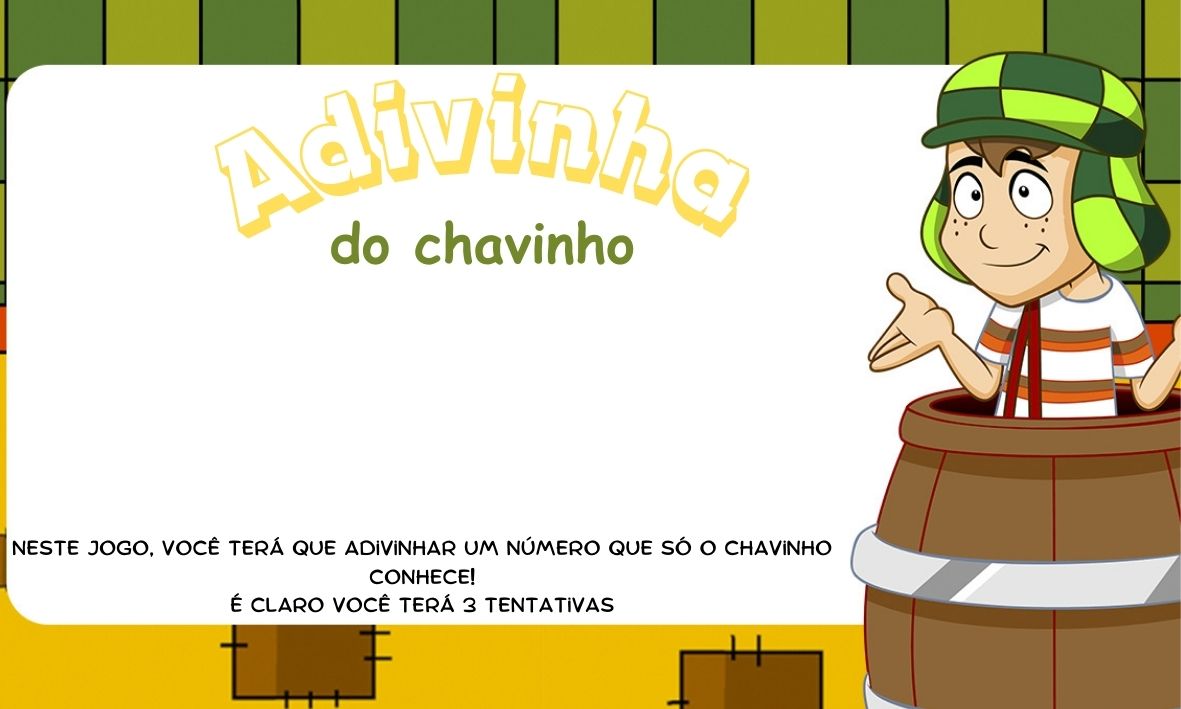 Adivinha
do chavinho
NESTE JOGO, VOCÊ TERÁ QUE ADIVINHAR UM NÚMERO QUE SÓ O CHAVINHO
CONHECE!
É CLARO VOCÊ TERÁ 3 TENTATIVAS